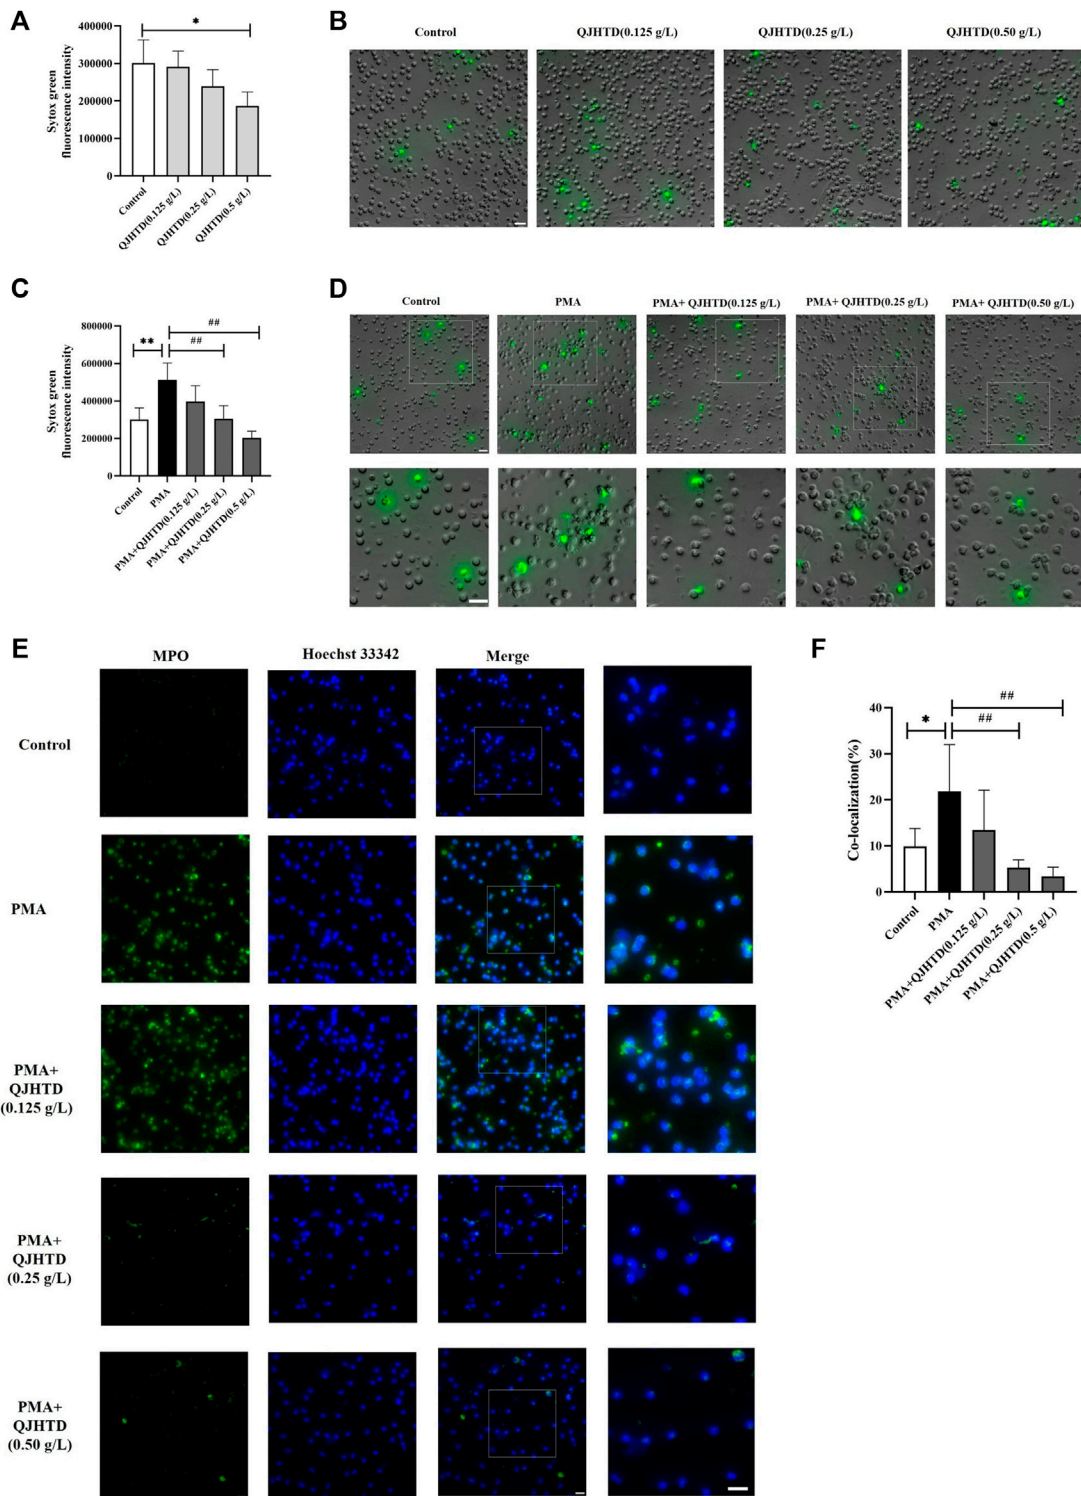 A
400000
300000
200000
100000
0
Sytox green
fluorescence intensity
*
Control
QJHTD(0.125 g/L)
QJHTD(0.25 g/L)
QJHTD(0.5 g/L)
B
Control
QJHTD(0.125 g/L)
QJHTD(0.25 g/L)
QJHTD(0.50 g/L)
C
800000
600000
400000
200000
0
Sytox green
fluorescence intensity
**
##
##
Control
PMA
PMA+QJHTD(0.125 g/L)
PMA+QJHTD(0.25 g/L)
PMA+QJHTD(0.5 g/L)
D
Control
PMA
PMA+ QJHTD(0.125 g/L)
PMA+ QJHTD(0.25 g/L)
PMA+ QJHTD(0.50 g/L)
E
MPO
Hoechst 33342
Merge
Control
PMA
PMA+
QJHTD
(0.125 g/L)
PMA+
QJHTD
(0.25 g/L)
PMA+
QJHTD
(0.50 g/L)
F
40
30
20
10
0
Co-localization(%)
*
##
##
Control
PMA
PMA+QJHTD(0.125 g/L)
PMA+QJHTD(0.25 g/L)
PMA+QJHTD(0.5 g/L)